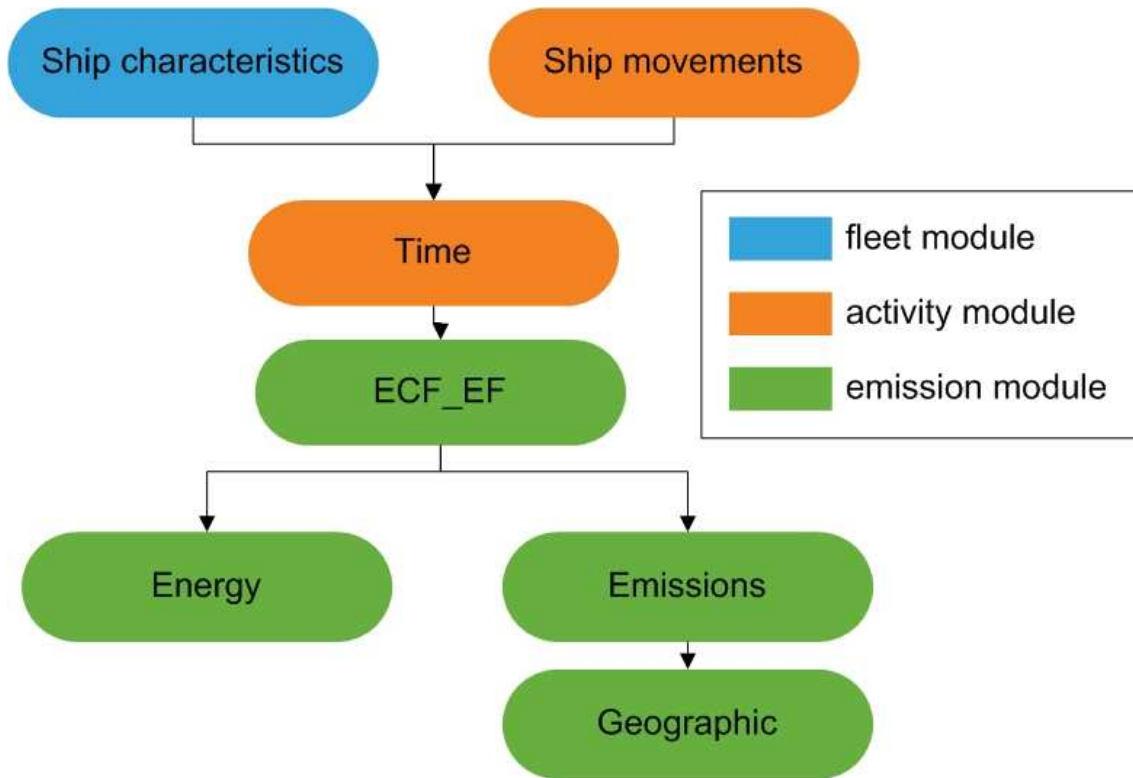 Ship characteristics
Ship movements
Time
fleet module
activity module
ECF_EF
emission module
Energy
Emissions
Geographic